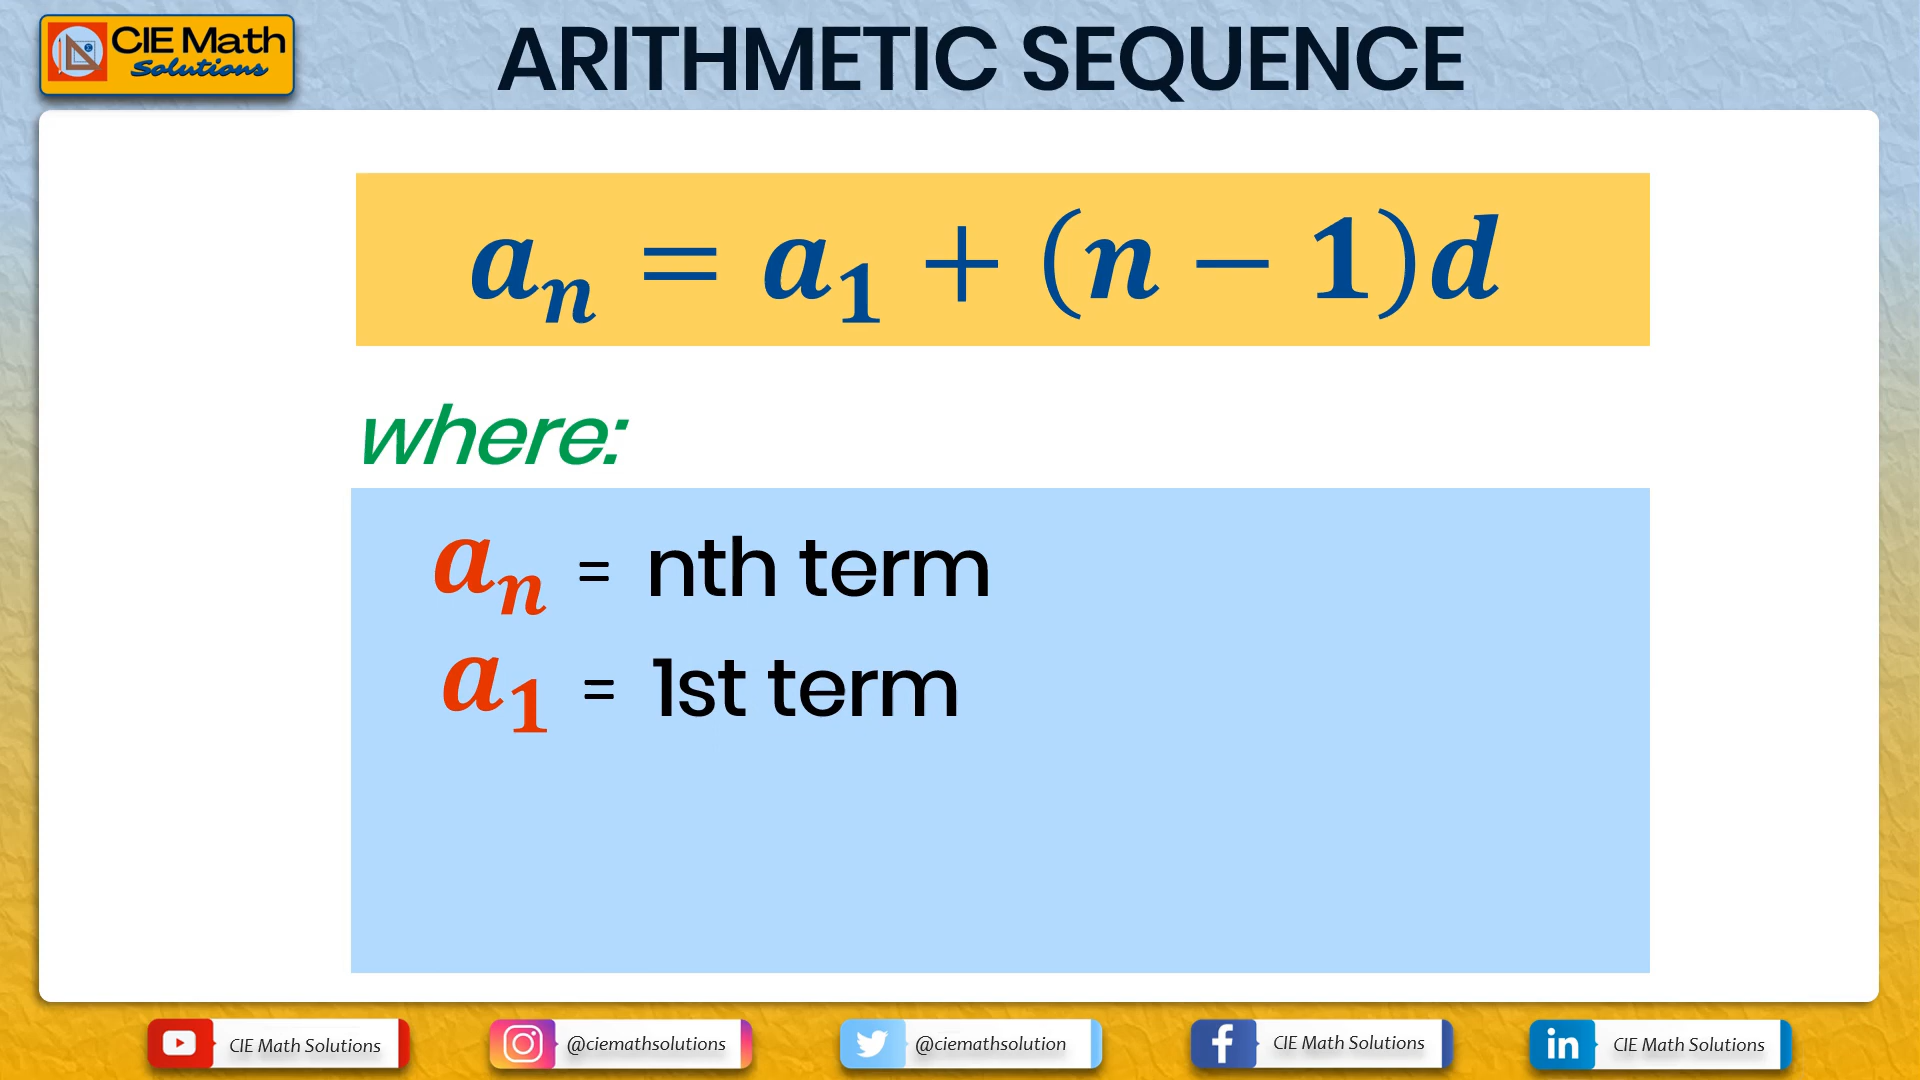 CIE Math
Solutions
ARITHMETIC SEQUENCE
aₙ = a₁ + (n − 1)d
where:
aₙ = nth term
a₁ = 1st term
CIE Math Solutions
@ciemathsolutions
@ciemathsolution
CIE Math Solutions
in CIE Math Solutions